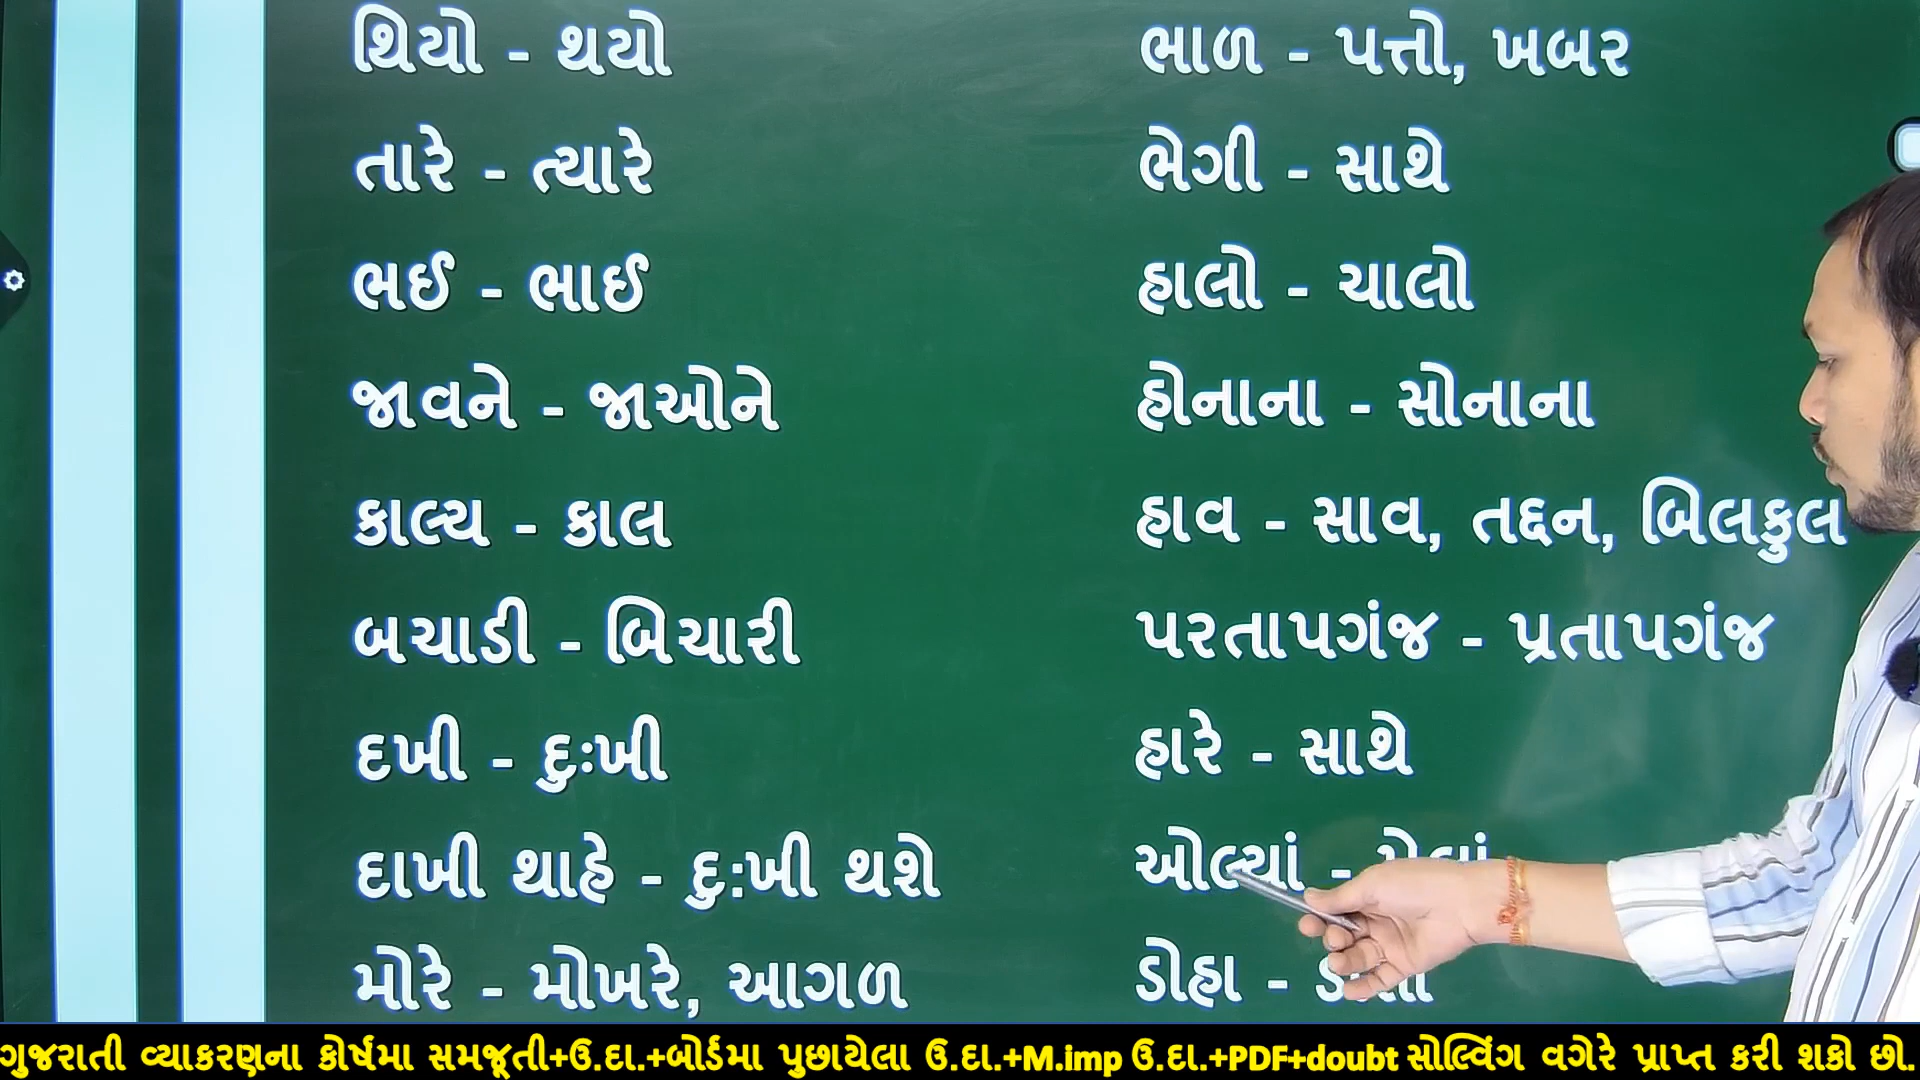 થિયો - થયો
તારે - ત્યારે
ભઈ - ભાઈ
જાવને - જાઓને
કાલ્ય - કાલ
બચાડી - બિચારી
દખી - દુઃખી
દાખી થાહે - દુ:ખી થશે
મોરે - મોખરે, આગળ
ભાળ - પત્તો, ખબર
ભેગી - સાથે
હાલો - ચાલો
હોનાના - સોનાના
હાવ - સાવ, તદ્દન, બિલકુલ
પરતાપગંજ - પ્રતાપગંજ
હારે - સાથે
ઓલ્યાં -
ડોહા -
ગુજરાતી વ્યાકરણના કોર્ષમા સમજૂતી+ઉ.દા.+બોર્ડમા પુછાયેલા ઉ.દા.+M.imp ઉ.દા.+PDF+doubt સોલ્વિંગ વગેરે પ્રાપ્ત કરી શકો છો.